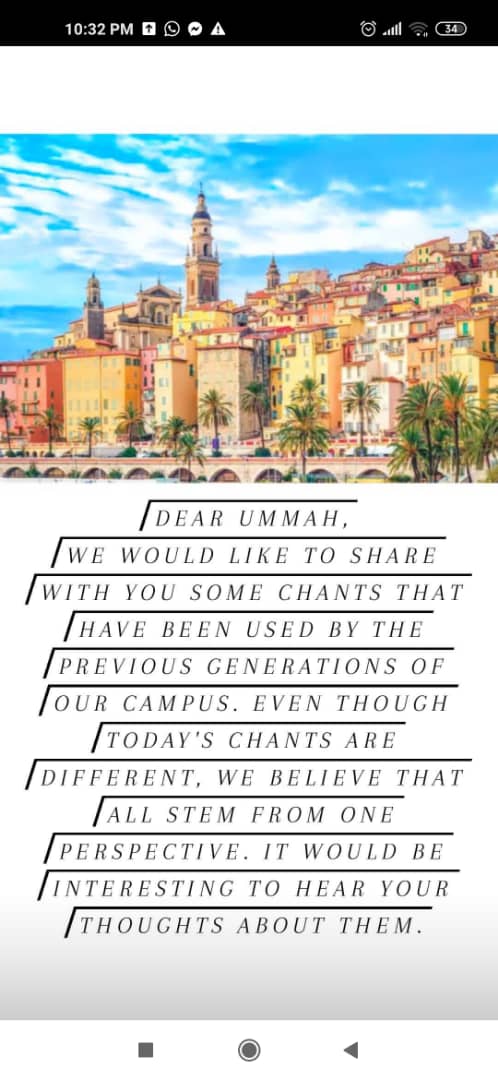 10:32 PM
34
DEAR UMMAH,
WE WOULD LIKE TO SHARE
WITH YOU SOME CHANTS THAT
HAVE BEEN USED BY THE
PREVIOUS GENERATIONS OF
OUR CAMPUS. EVEN THOUGH
TODAY'S CHANTS ARE
DIFFERENT, WE BELIEVE THAT
ALL STEM FROM ONE
PERSPECTIVE. IT WOULD BE
INTERESTING TO HEAR YOUR
THOUGHTS ABOUT THEM.